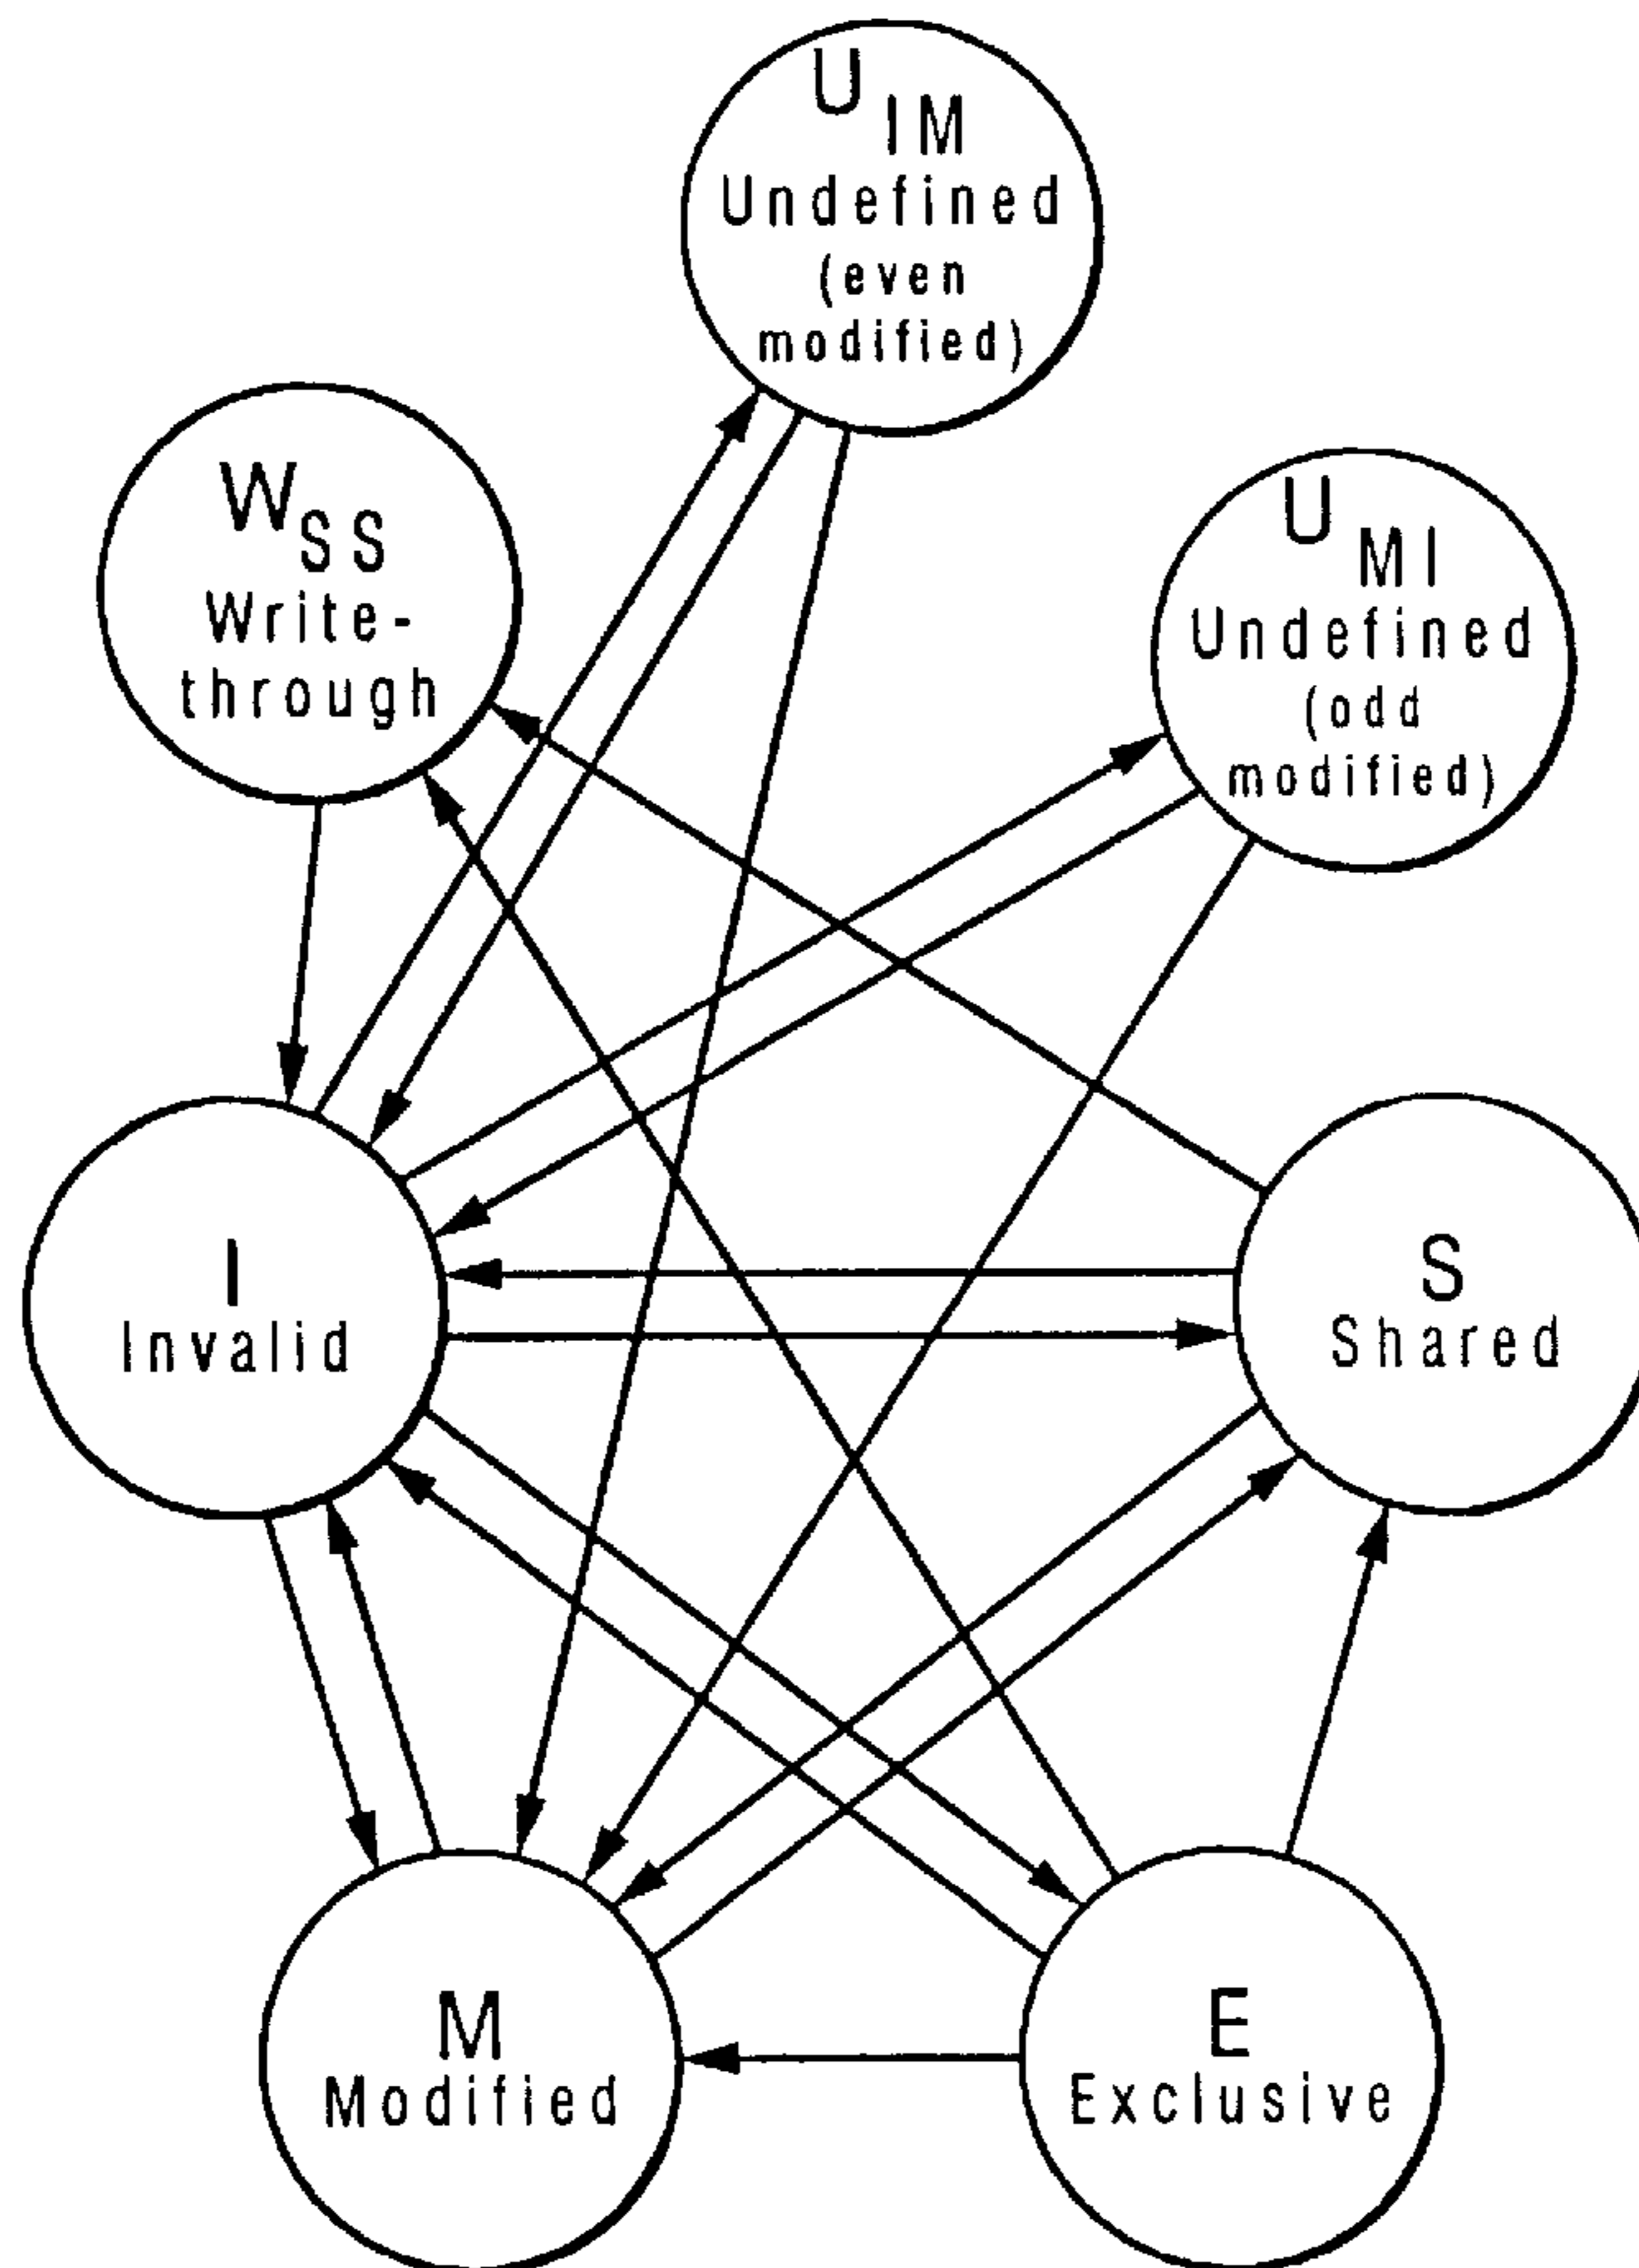 U IM
Undefined
(even
modified)
W SS
Write-
through
U MI
Undefined
(odd
modified)
I
Invalid
S
Shared
M
Modified
E
Exclusive